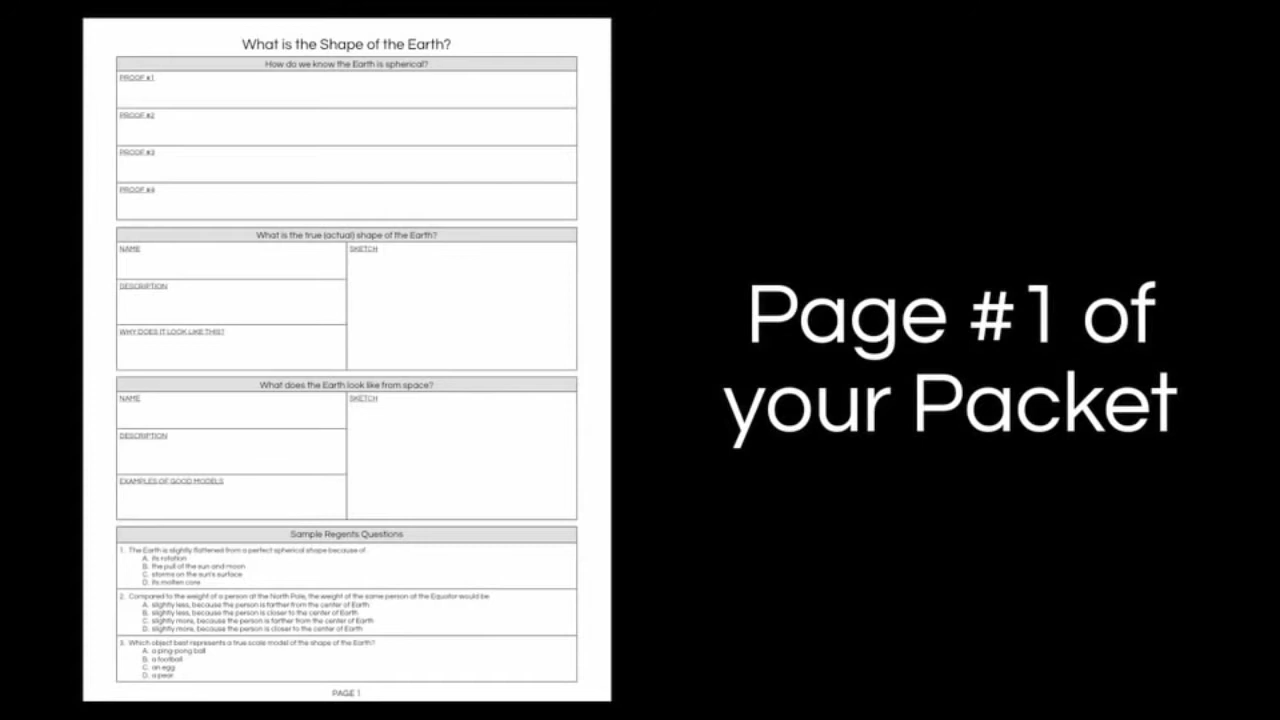 What is the Shape of the Earth?
How do we know the Earth is spherical?
PROOF #1
PROOF #2
PROOF #3
PROOF #4
What is the true (actual) shape of the Earth?
NAME
SKETCH
DESCRIPTION
WHY DOES IT LOOK LIKE THIS?
What does the Earth look like from space?
NAME
SKETCH
DESCRIPTION
EXAMPLES OF GOOD MODELS
Sample Regents Questions
1. The Earth is slightly flattened from a perfect spherical shape because of
A. its rotation
B. the pull of the sun and moon
C. storms on the sun's surface
D. its molten core
2. Compared to the weight of a person at the North Pole, the weight of the same person at the Equator would be
A. slightly less, because the person is farther from the center of Earth
B. slightly less, because the person is closer to the center of Earth
C. slightly more, because the person is farther from the center of Earth
D. slightly more, because the person is closer to the center of Earth
3. Which object best represents a true scale model of the shape of the Earth?
A. a ping pong ball
B. a football
C. an egg
D. a pear
PAGE 1
Page #1 of
your Packet